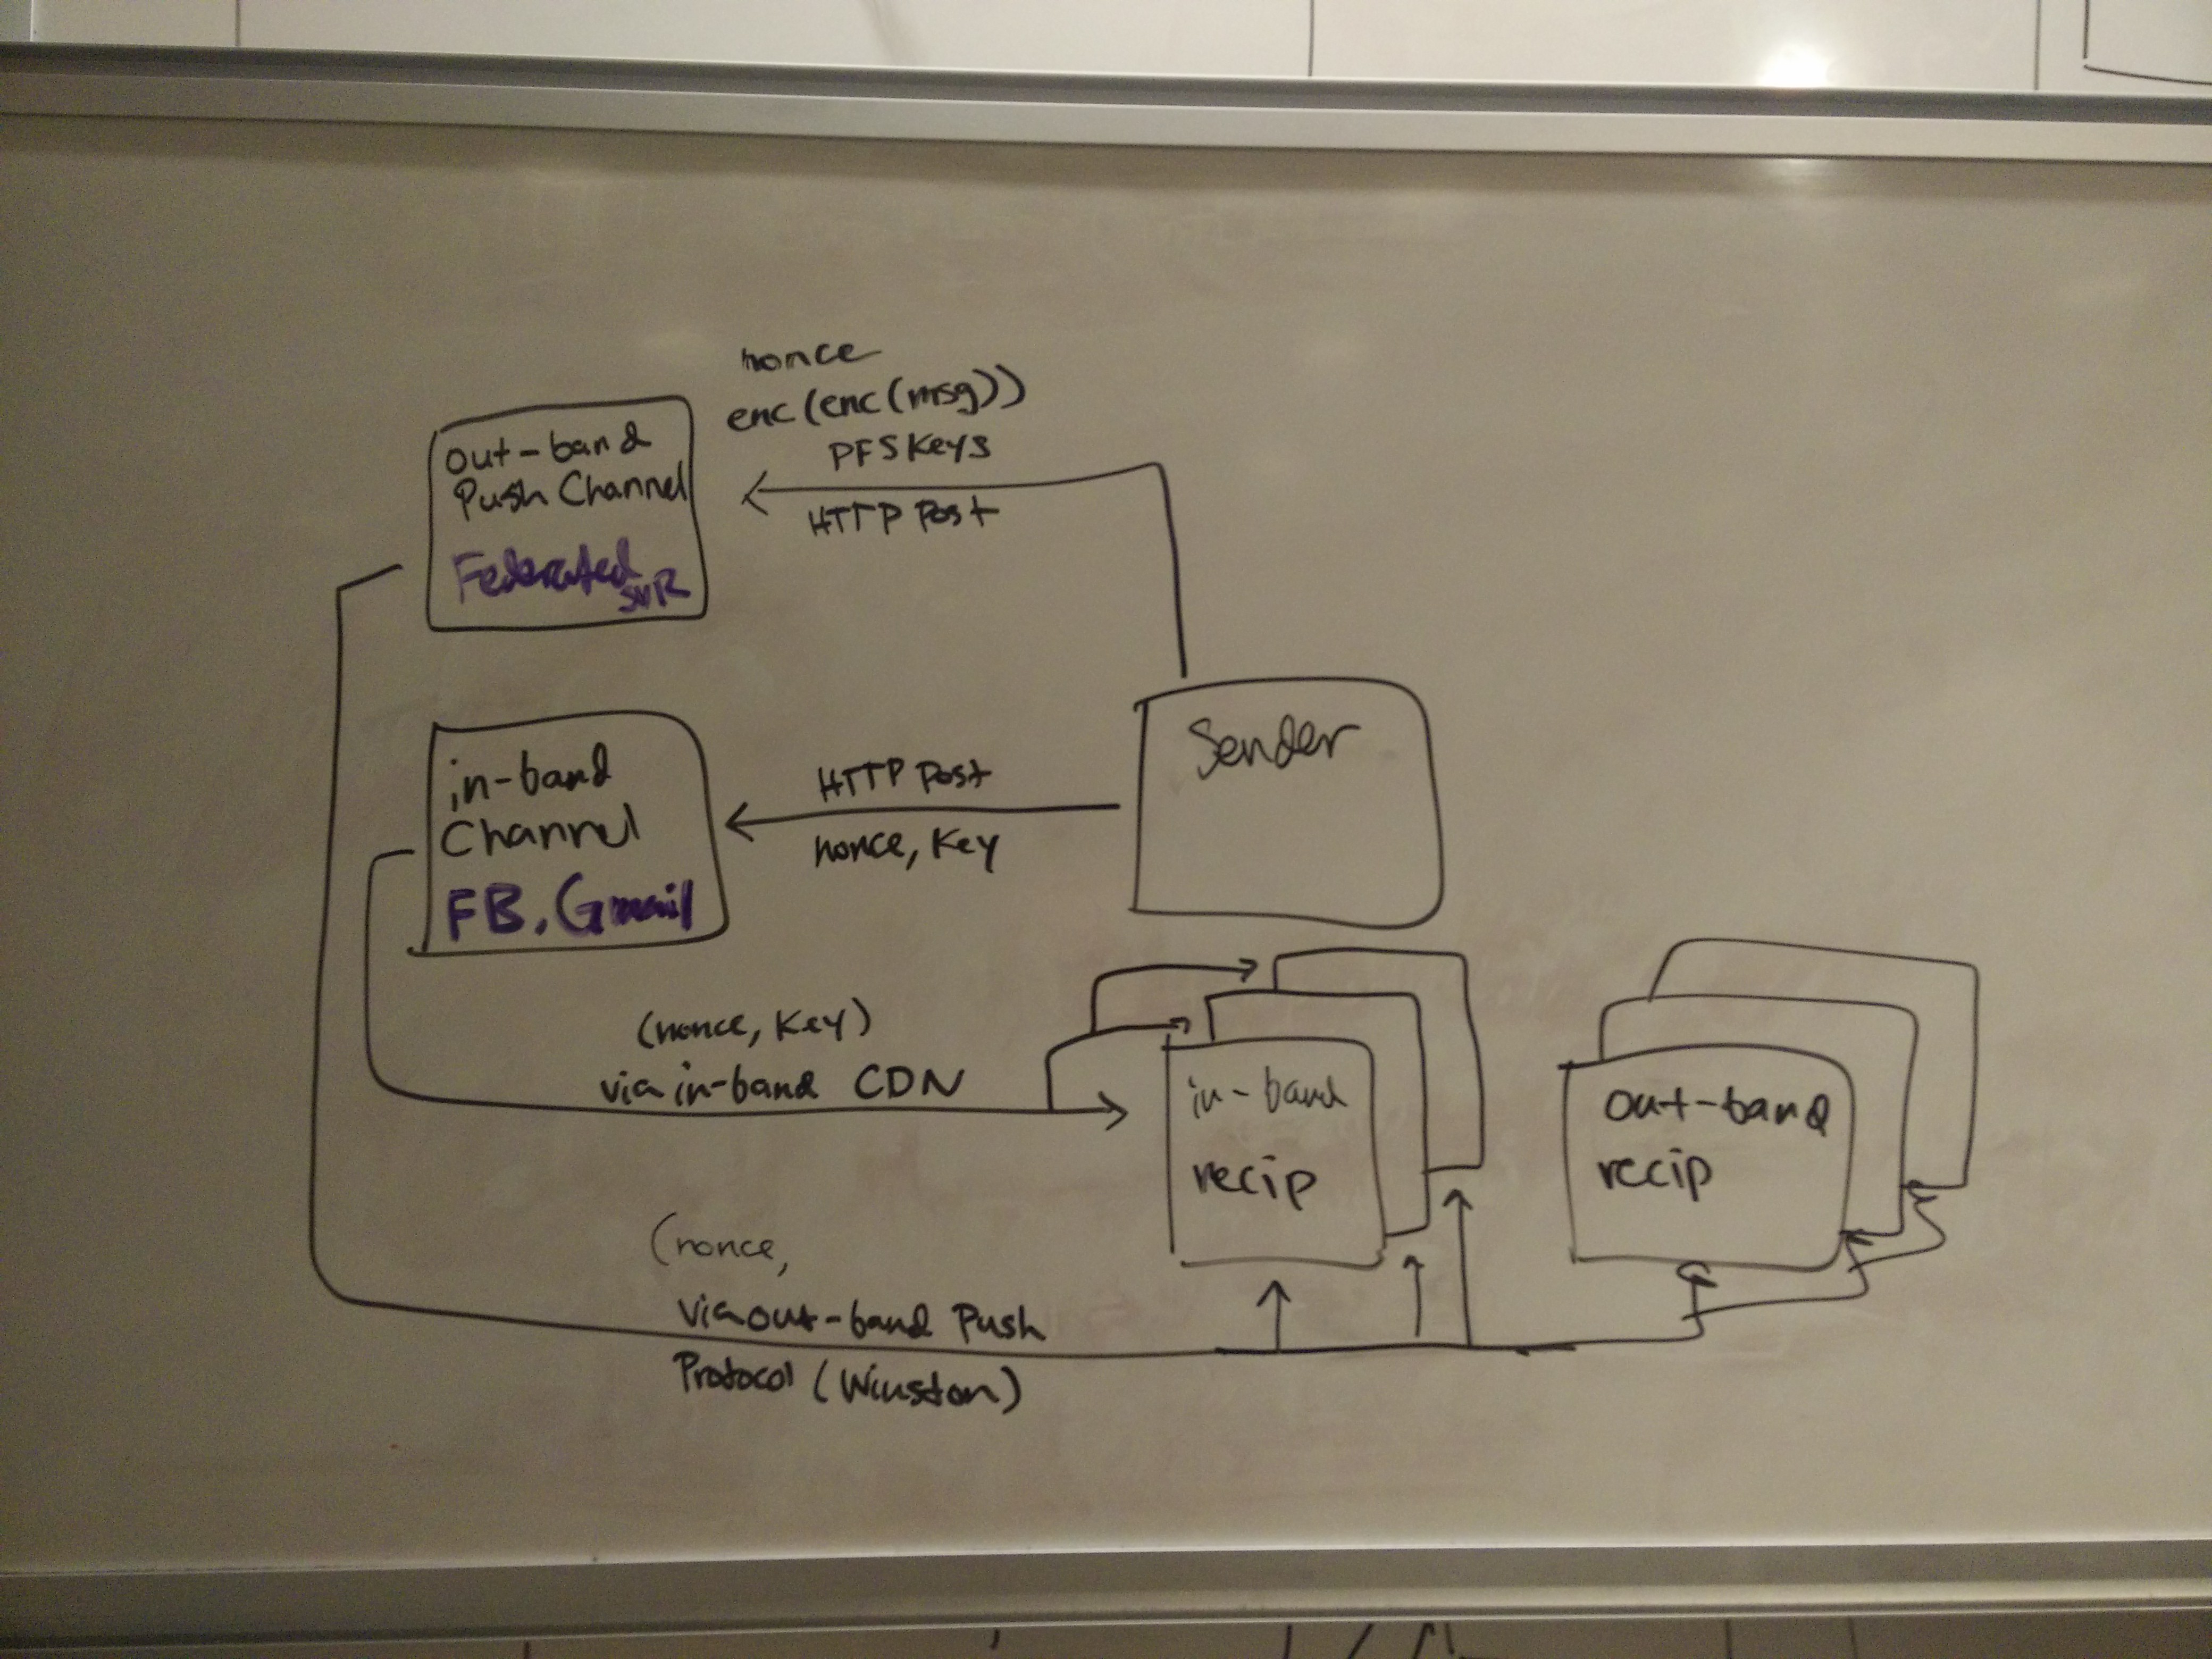 nonce
enc(enc(msg))
PFS Keys
HTTP Post
out-band
Push Channel
Federated
SVR
Sender
in-band
Channel
FB, Gmail
HTTP Post
nonce, Key
(nonce, Key)
via in-band CDN
in-band
recip
out-band
recip
(nonce,
via out-band Push
Protocol (Winston)